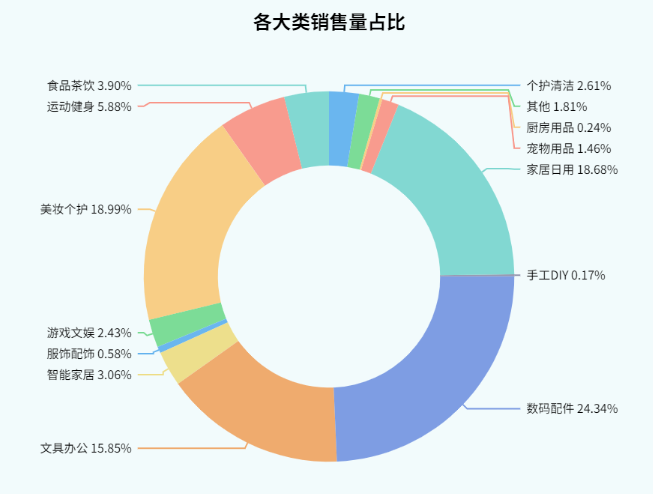 各大类销售量占比
食品茶饮 3.90%
运动健身 5.88%
美妆个护 18.99%
游戏文娱 2.43%
服饰配饰 0.58%
智能家居 3.06%
文具办公 15.85%
个护清洁 2.61%
其他 1.81%
厨房用品 0.24%
宠物用品 1.46%
家居日用 18.68%
手工DIY 0.17%
数码配件 24.34%